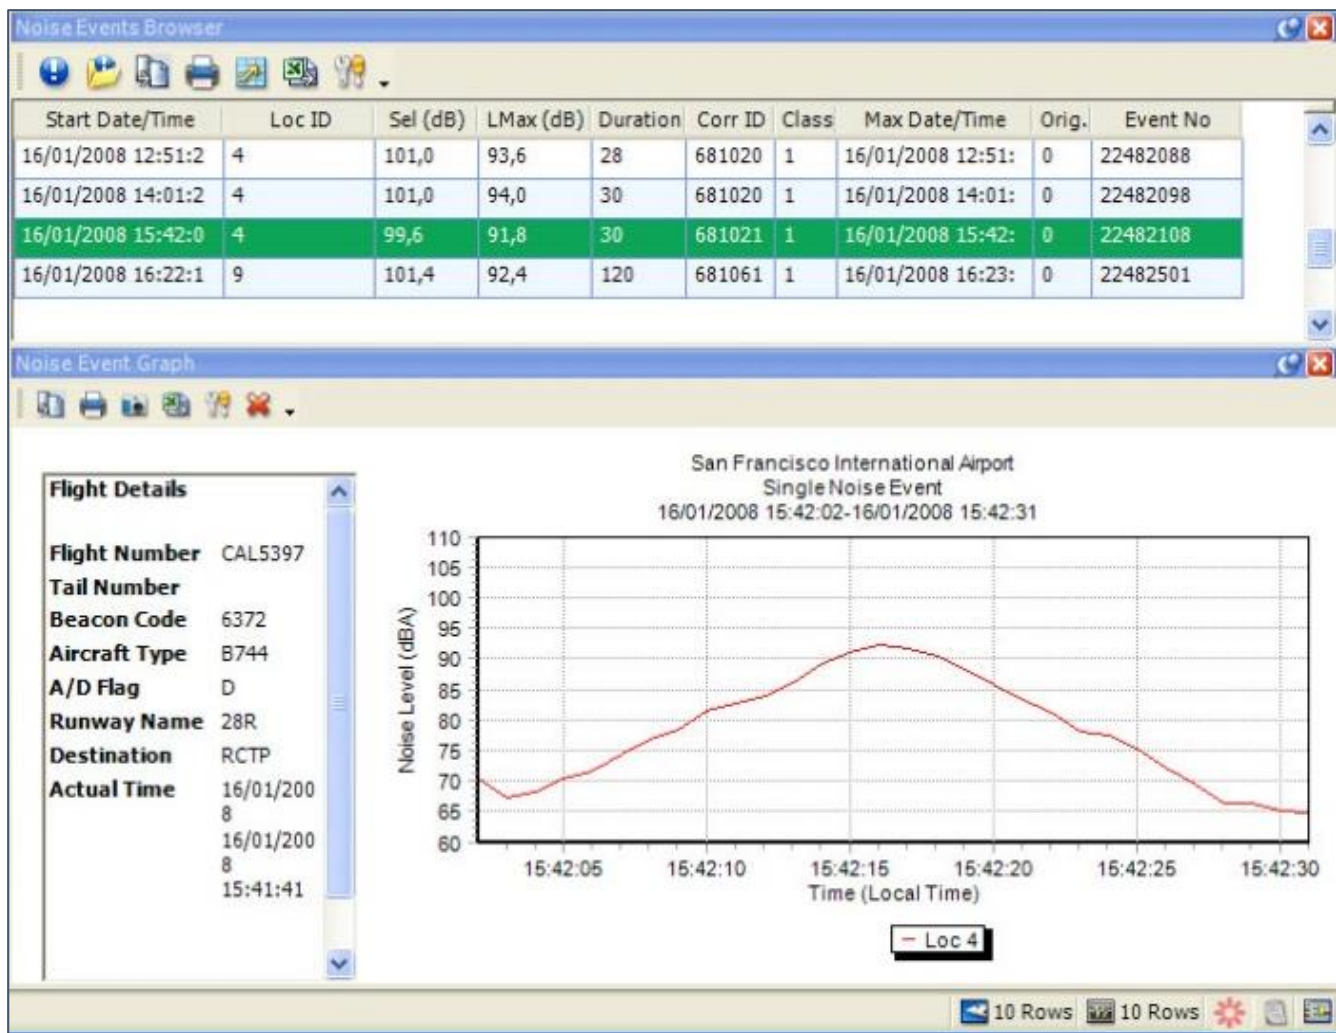 Noise Events Browser
Start Date/Time Loc ID Sel (dB) LMax (dB) Duration Corr ID Class Max Date/Time Orig. Event No
16/01/2008 12:51:2 4 101,0 93,6 28 681020 1 16/01/2008 12:51: 0 22482088
16/01/2008 14:01:2 4 101,0 94,0 30 681020 1 16/01/2008 14:01: 0 22482098
16/01/2008 15:42:0 4 99,6 91,8 30 681021 1 16/01/2008 15:42: 0 22482108
16/01/2008 16:22:1 9 101,4 92,4 120 681061 1 16/01/2008 16:23: 0 22482501
Noise Event Graph
Flight Details
Flight Number CAL5397
Tail Number
Beacon Code 6372
Aircraft Type B744
A/D Flag D
Runway Name 28R
Destination RCTP
Actual Time 16/01/200
8
16/01/200
8
15:41:41
San Francisco International Airport
Single Noise Event
16/01/2008 15:42:02-16/01/2008 15:42:31
Noise Level (dBA)
110
105
100
95
90
85
80
75
70
65
60
15:42:05 15:42:10 15:42:15 15:42:20 15:42:25 15:42:30
Time (Local Time)
Loc 4
10 Rows 10 Rows